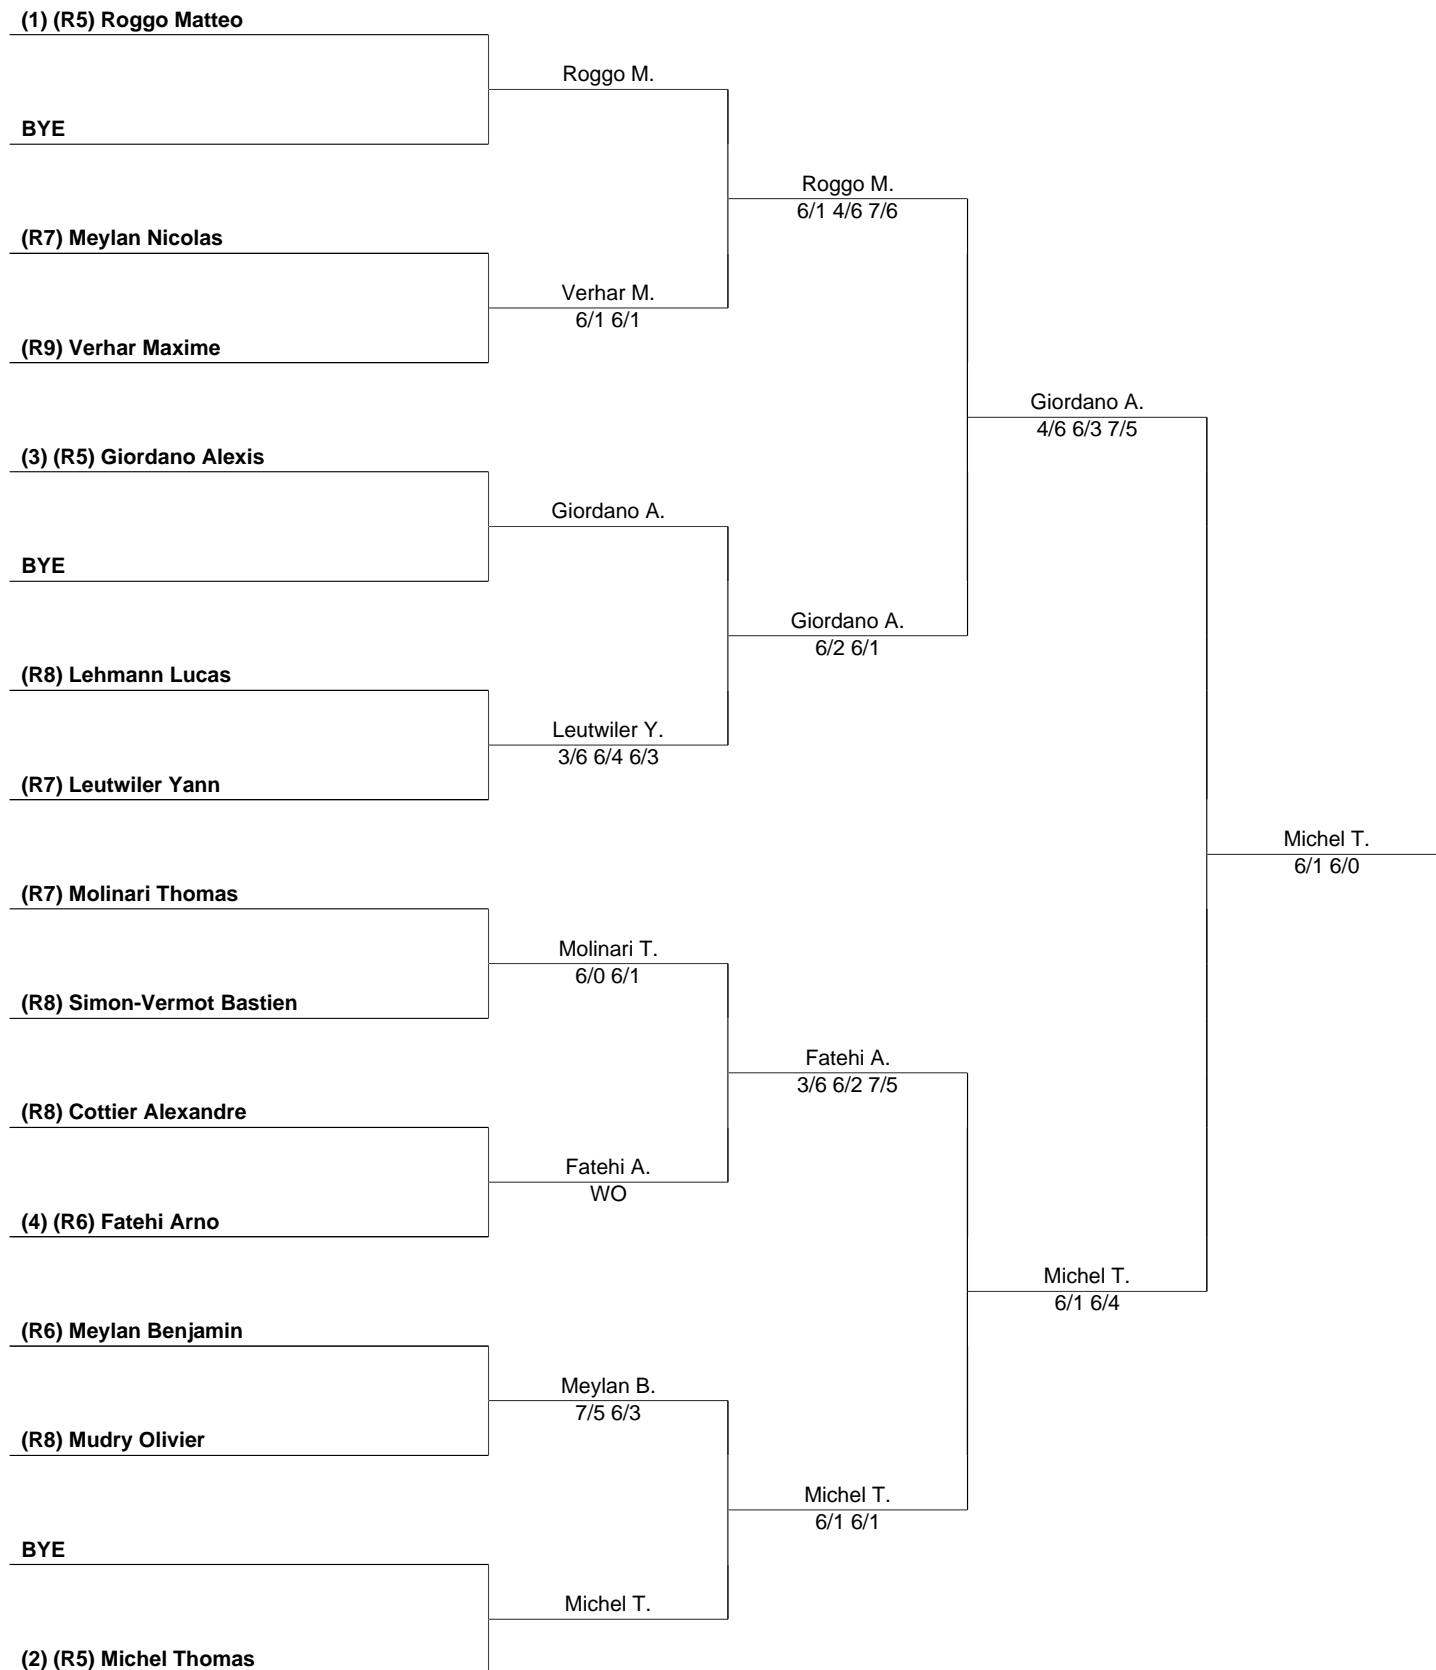 (1) (R5) Roggo Matteo
Roggo M.
BYE
Roggo M.
6/1 4/6 7/6
(R7) Meylan Nicolas
Verhar M.
6/1 6/1
(R9) Verhar Maxime
Giordano A.
4/6 6/3 7/5
(3) (R5) Giordano Alexis
Giordano A.
BYE
Giordano A.
6/2 6/1
(R8) Lehmann Lucas
Leutwiler Y.
3/6 6/4 6/3
(R7) Leutwiler Yann
Michel T.
6/1 6/0
(R7) Molinari Thomas
Molinari T.
6/0 6/1
(R8) Simon-Vermot Bastien
Fatehi A.
3/6 6/2 7/5
(R8) Cottier Alexandre
Fatehi A.
WO
(4) (R6) Fatehi Arno
Michel T.
6/1 6/4
(R6) Meylan Benjamin
Meylan B.
7/5 6/3
(R8) Mudry Olivier
Michel T.
6/1 6/1
BYE
Michel T.
(2) (R5) Michel Thomas